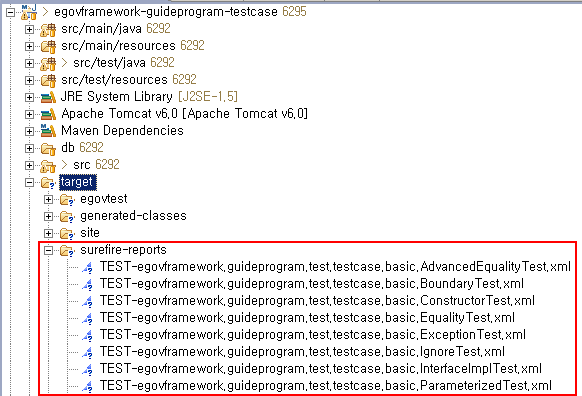 > egovframework-guideprogram-testcase 6295
src/main/java 6292
src/main/resources 6292
> src/test/java 6292
src/test/resources 6292
JRE System Library [J2SE-1.5]
Apache Tomcat v6.0 [Apache Tomcat v6.0]
Maven Dependencies
db 6292
> src 6292
target
egovtest
generated-classes
site
surefire-reports
TEST-egovframework.guideprogram.test.testcase.basic.AdvancedEqualityTest.xml
TEST-egovframework.guideprogram.test.testcase.basic.BoundaryTest.xml
TEST-egovframework.guideprogram.test.testcase.basic.ConstructorTest.xml
TEST-egovframework.guideprogram.test.testcase.basic.EqualityTest.xml
TEST-egovframework.guideprogram.test.testcase.basic.ExceptionTest.xml
TEST-egovframework.guideprogram.test.testcase.basic.IgnoreTest.xml
TEST-egovframework.guideprogram.test.testcase.basic.InterfaceImplTest.xml
TEST-egovframework.guideprogram.test.testcase.basic.ParameterizedTest.xml